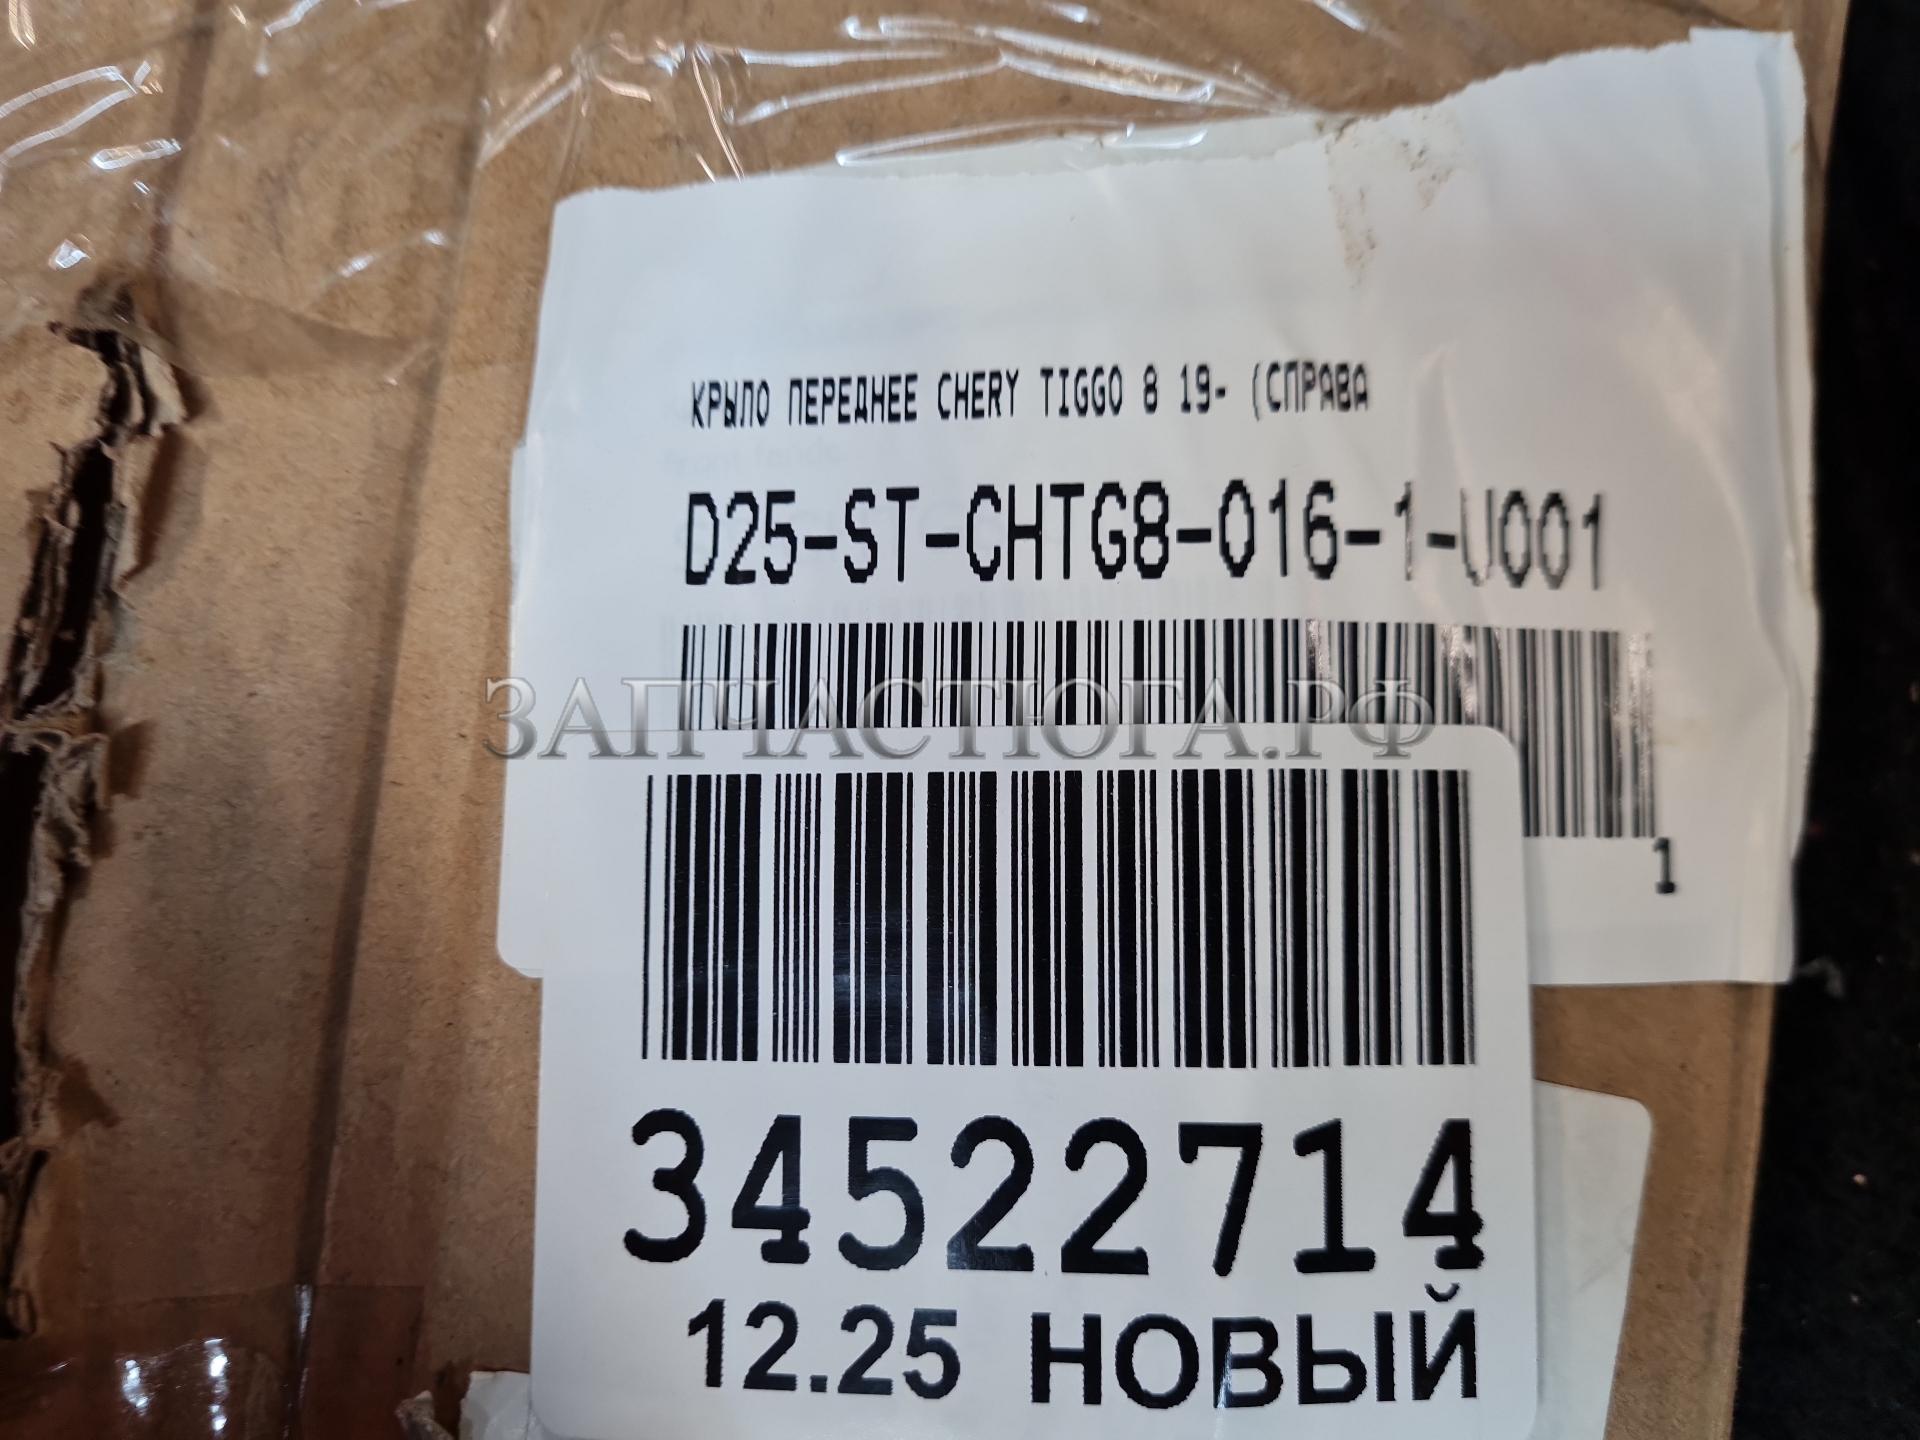 КРЫЛО ПЕРЕДНЕЕ CHERY TIGGO 8 19- (СПРАВА
D25-ST-CHTG8-016-1-U001
ЗАПЧАСТЮГА.РФ
1
34522714
12.25 НОВЫЙ